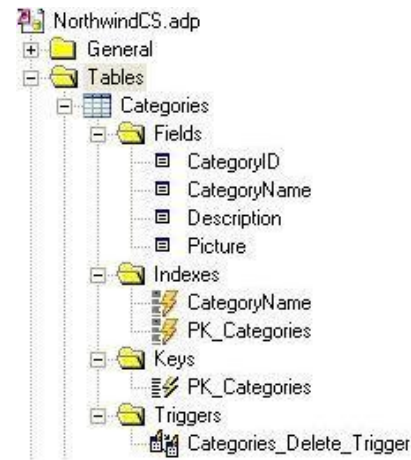 NorthwindCS.adp
General
Tables
Categories
Fields
CategoryID
CategoryName
Description
Picture
Indexes
CategoryName
PK_Categories
Keys
PK_Categories
Triggers
Categories_Delete_Trigger